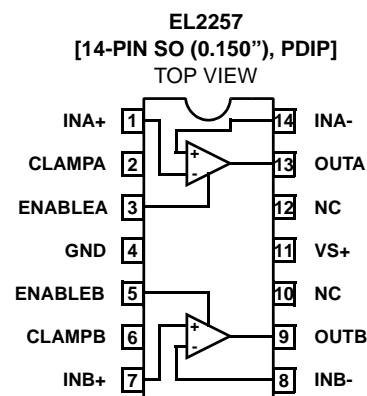 EL2257
[14-PIN SO (0.150”), PDIP]
TOP VIEW
INA+ 1 14 INA-
CLAMPA 2 + - 13 OUTA
ENABLEA 3 12 NC
GND 4 11 VS+
ENABLEB 5 10 NC
CLAMPB 6 + - 9 OUTB
INB+ 7 8 INB-